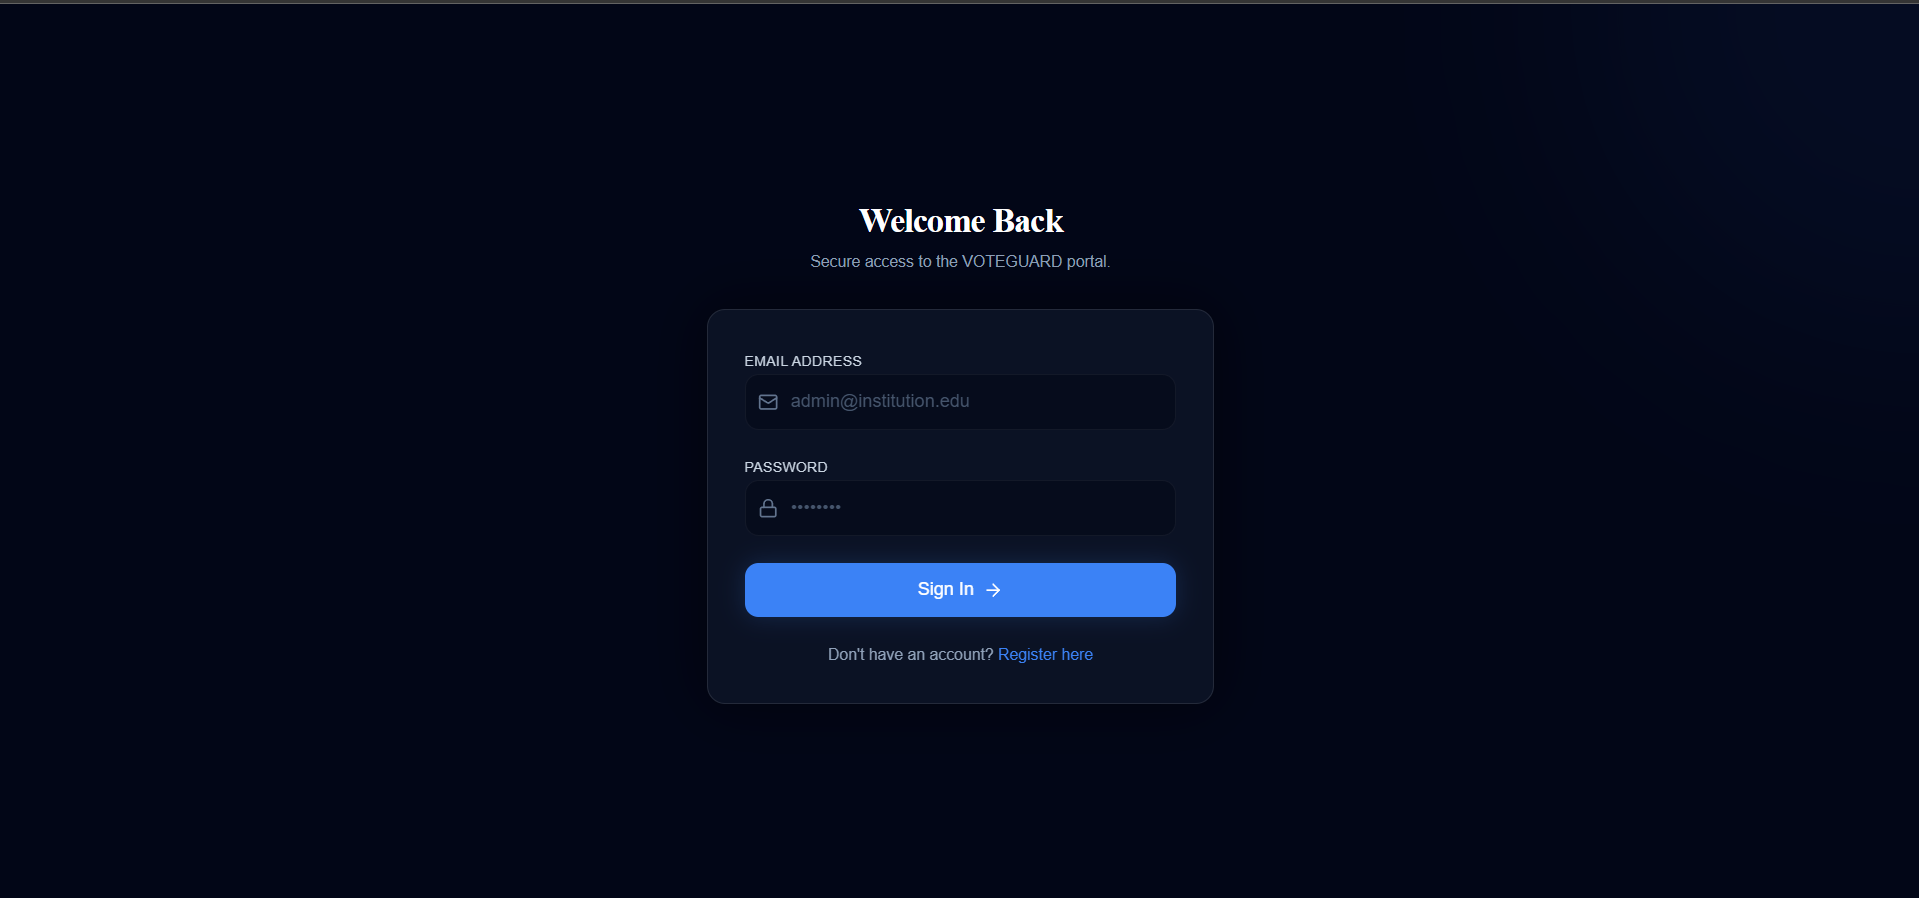 Welcome Back
Secure access to the VOTEGUARD portal.
EMAIL ADDRESS
admin@institution.edu
PASSWORD
••••••••
Sign In →
Don't have an account? Register here